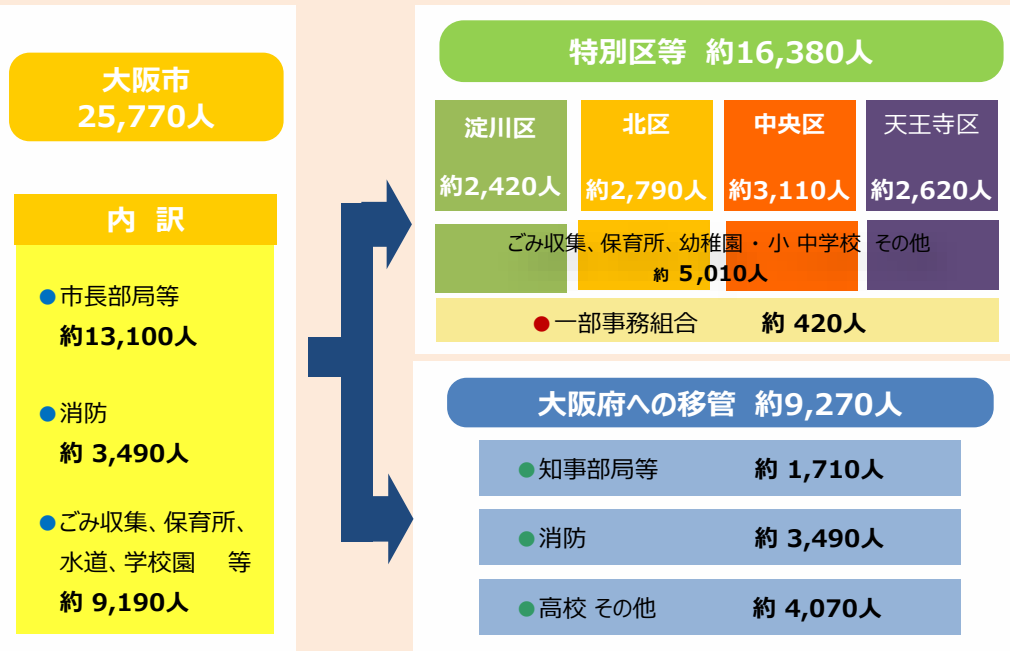 大阪市
25,770人
内 訳
●市長部局等
約13,100人
●消防
約 3,490人
●ごみ収集、保育所、
水道、学校園 等
約 9,190人
特別区等 約16,380人
淀川区
約2,420人
北区
約2,790人
中央区
約3,110人
天王寺区
約2,620人
ごみ収集、保育所、幼稚園・小 中学校 その他
約 5,010人
●一部事務組合 約 420人
大阪府への移管 約9,270人
●知事部局等 約 1,710人
●消防 約 3,490人
●高校 その他 約 4,070人